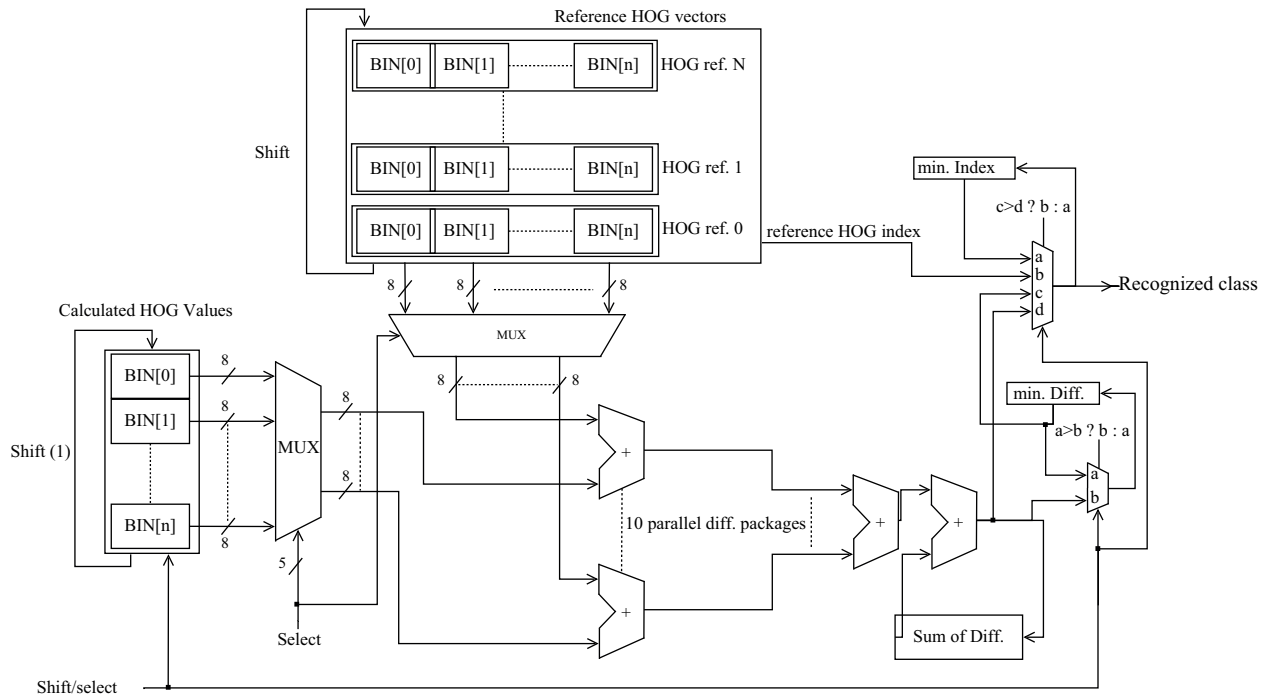 Reference HOG vectors
BIN[0] BIN[1] BIN[n] HOG ref. N
Shift
BIN[0] BIN[1] BIN[n] HOG ref. 1
BIN[0] BIN[1] BIN[n] HOG ref. 0
reference HOG index
min. Index
c>d ? b : a
a
b
c
d
Recognized class
8 8 8
MUX
8 8
Calculated HOG Values
BIN[0]
BIN[1]
BIN[n]
Shift (1)
8
8
8
MUX
8
8
5
Select
+
10 parallel diff. packages
+
+
+
Sum of Diff.
min. Diff.
a>b ? b : a
a
b
Shift/select